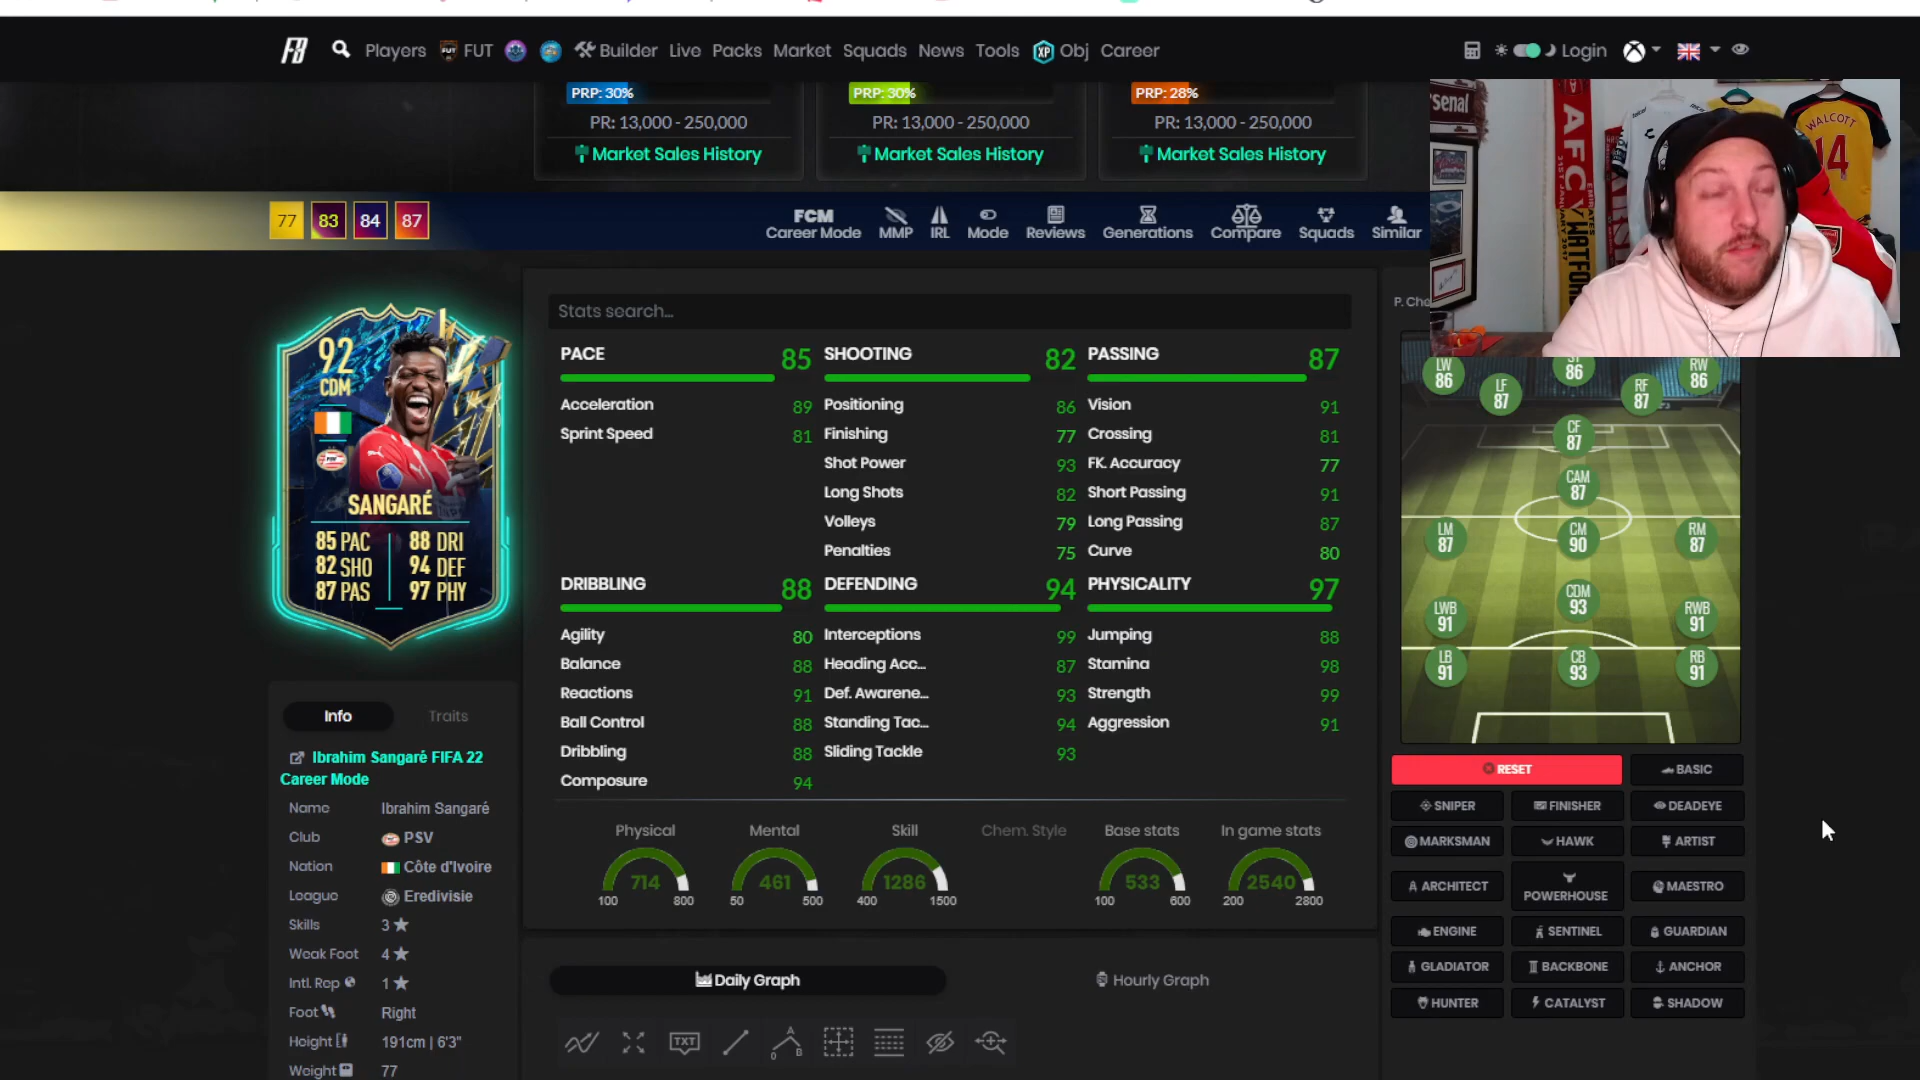 FB Players FUT Builder Live Packs Market Squads News Tools XP Obj Career Login
PRP: 30% PRP: 30% PRP: 28%
PR: 13,000 - 250,000 PR: 13,000 - 250,000 PR: 13,000 - 250,000
Market Sales History Market Sales History Market Sales History
Arsenal
AFC
WATFORD
WALCOTT
14
77 83 84 87
FCM
Career Mode MMP IRL Mode Reviews Generations Compare Squads Similar
Stats search...
P. Che
92
CDM
SANGARÉ
85 PAC 88 DRI
82 SHO 94 DEF
87 PAS 97 PHY
PACE 85 SHOOTING 82 PASSING 87
Acceleration 89 Positioning 86 Vision 91
Sprint Speed 81 Finishing 77 Crossing 81
Shot Power 93 FK. Accuracy 77
Long Shots 82 Short Passing 91
Volleys 79 Long Passing 87
Penalties 75 Curve 80
DRIBBLING 88 DEFENDING 94 PHYSICALITY 97
Agility 80 Interceptions 99 Jumping 88
Balance 88 Heading Acc... 87 Stamina 98
Reactions 91 Def. Awarene... 93 Strength 99
Ball Control 88 Standing Tac... 94 Aggression 91
Dribbling 88 Sliding Tackle 93
Composure 94
Physical Mental Skill Chem. Style Base stats In game stats
714 461 1286 533 2540
100 800 50 500 400 1500 100 600 200 2800
Daily Graph Hourly Graph
TXT
A
0 B
Info Traits
Ibrahim Sangaré FIFA 22
Career Mode
Name Ibrahim Sangaré
Club PSV
Nation Côte d'Ivoire
League Eredivisie
Skills 3
Weak Foot 4
Intl. Rep 1
Foot Right
Height 191cm | 6'3"
Weight 77
LW ST RW
86 86 86
LF RF
87 87
CF
87
CAM
87
LM CM RM
87 90 87
CDM
93
LWB RWB
91 91
LB CB RB
91 93 91
RESET BASIC
SNIPER FINISHER DEADEYE
MARKSMAN HAWK ARTIST
ARCHITECT POWERHOUSE MAESTRO
ENGINE SENTINEL GUARDIAN
GLADIATOR BACKBONE ANCHOR
HUNTER CATALYST SHADOW